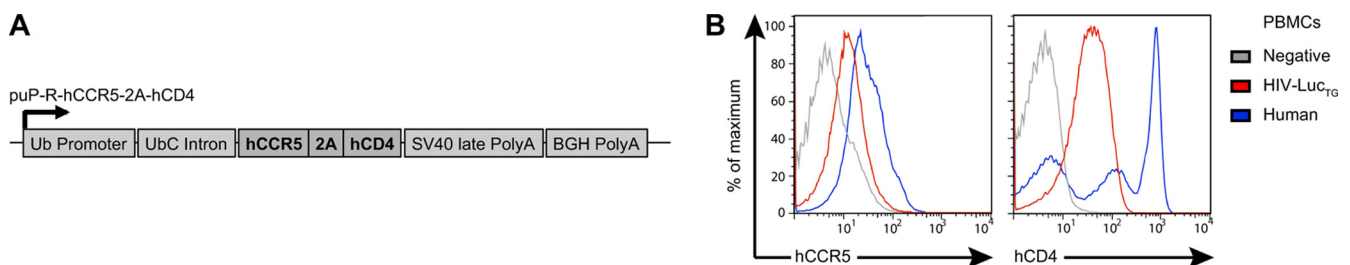 A
puP-R-hCCR5-2A-hCD4
Ub Promoter UbC Intron hCCR5 2A hCD4 SV40 late PolyA BGH PolyA
B
% of maximum
100
80
60
40
20
0
10¹ 10² 10³ 10⁴
hCCR5
10¹ 10² 10³ 10⁴
hCD4
PBMCs
Negative
HIV-LucTG
Human